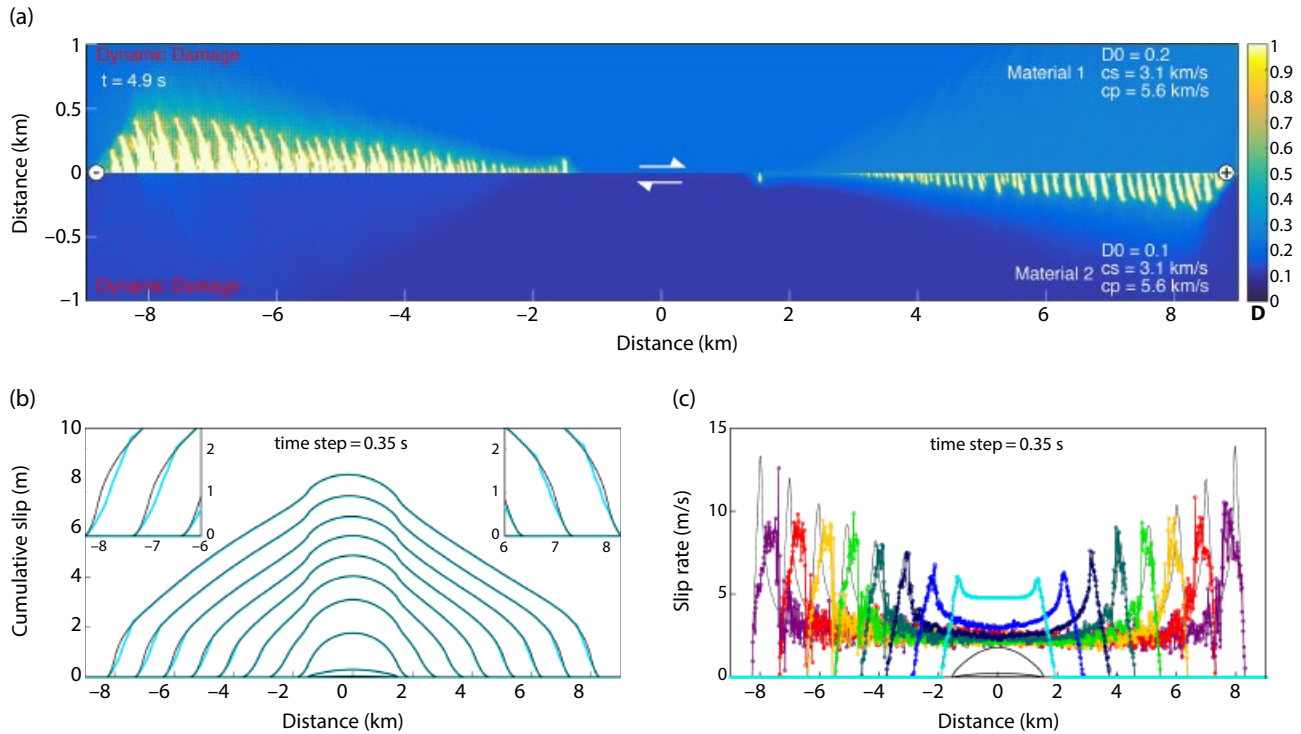 (a)
Distance (km)
1
0.5
0
−0.5
−1
Dynamic Damage
t = 4.9 s
Material 1
D0 = 0.2
cs = 3.1 km/s
cp = 5.6 km/s
-
+
Dynamic Damage
Material 2
D0 = 0.1
cs = 3.1 km/s
cp = 5.6 km/s
1
0.9
0.8
0.7
0.6
0.5
0.4
0.3
0.2
0.1
0
D
−8 −6 −4 −2 0 2 4 6 8
Distance (km)
(b)
Cumulative slip (m)
10
8
6
4
2
0
time step = 0.35 s
2
1
0
−8 −7 −6
2
1
0
6 7 8
−8 −6 −4 −2 0 2 4 6 8
Distance (km)
(c)
Slip rate (m/s)
15
10
5
0
time step = 0.35 s
−8 −6 −4 −2 0 2 4 6 8
Distance (km)